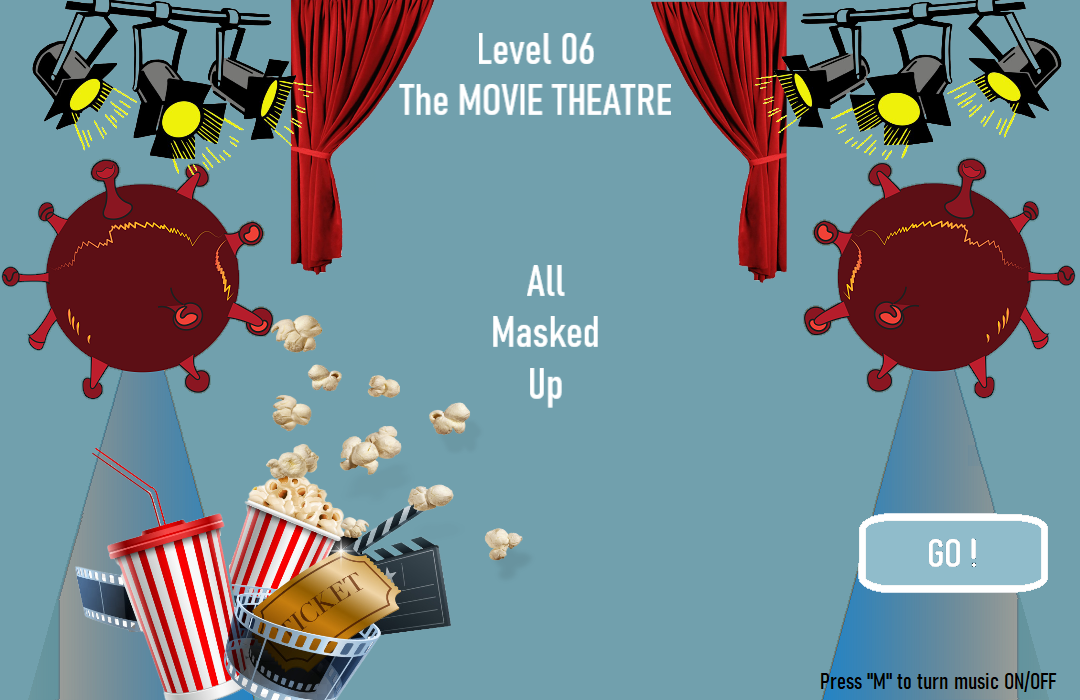 Level 06
The MOVIE THEATRE
All
Masked
Up
TICKET
GO !
Press "M" to turn music ON/OFF